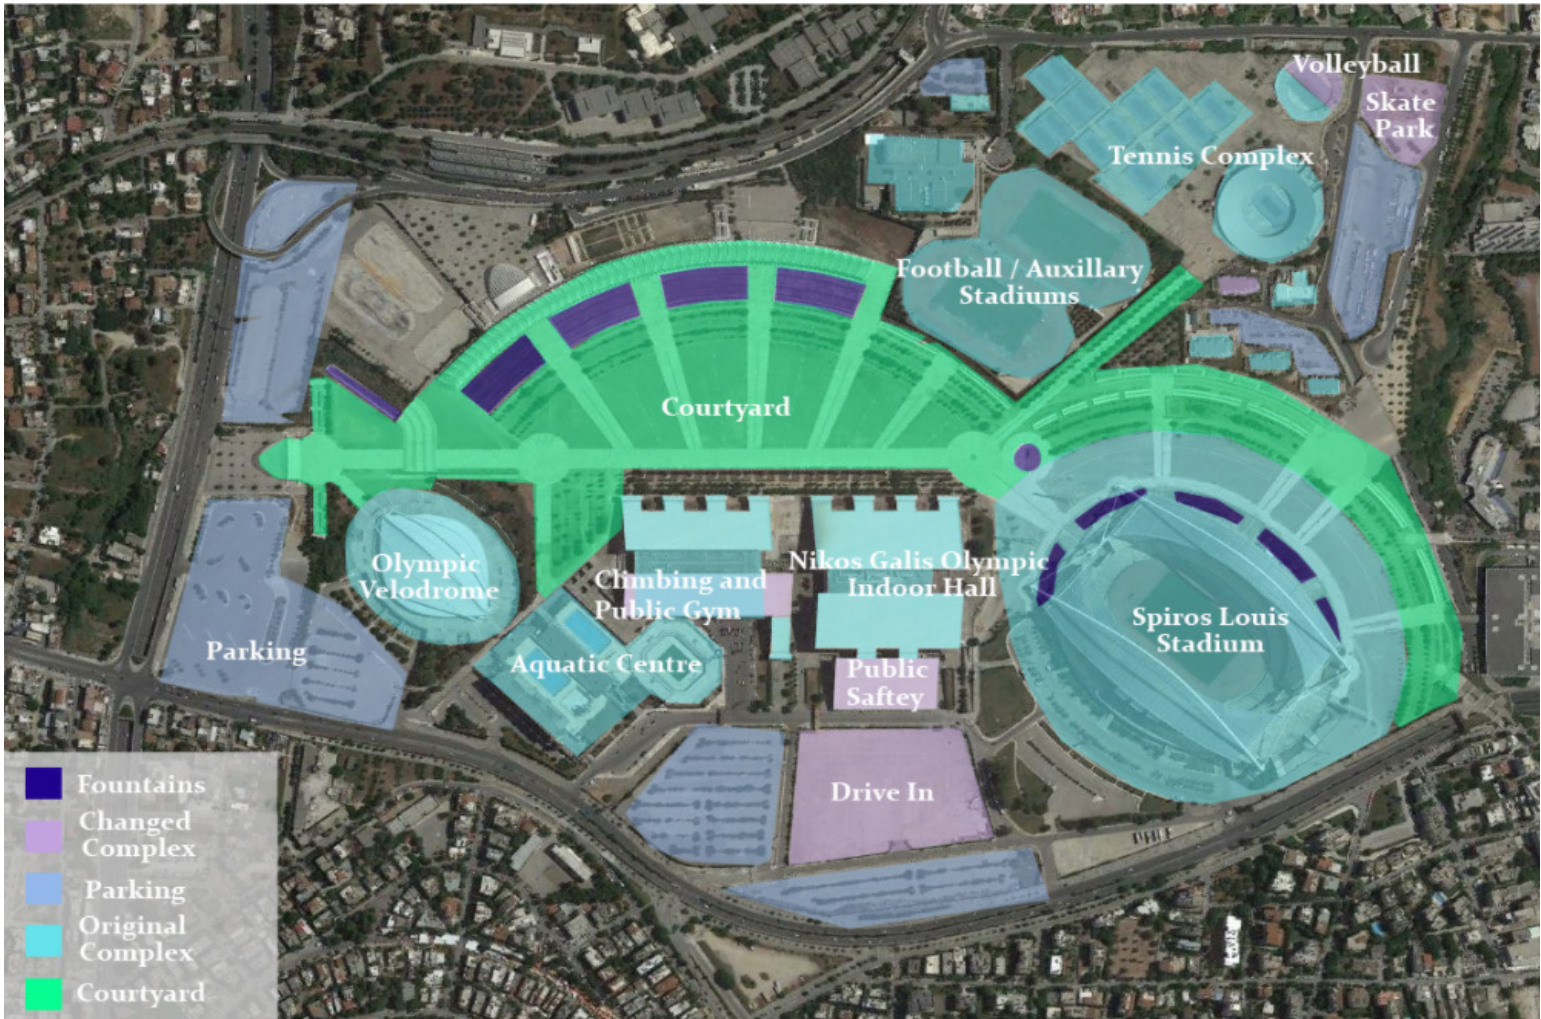 Volleyball
Skate
Park
Tennis Complex
Football / Auxillary
Stadiums
Courtyard
Olympic
Velodrome
Climbing and
Public Gym
Nikos Galis Olympic
Indoor Hall
Spiros Louis
Stadium
Parking
Aquatic Centre
Public
Saftey
Drive In
Fountains
Changed
Complex
Parking
Original
Complex
Courtyard